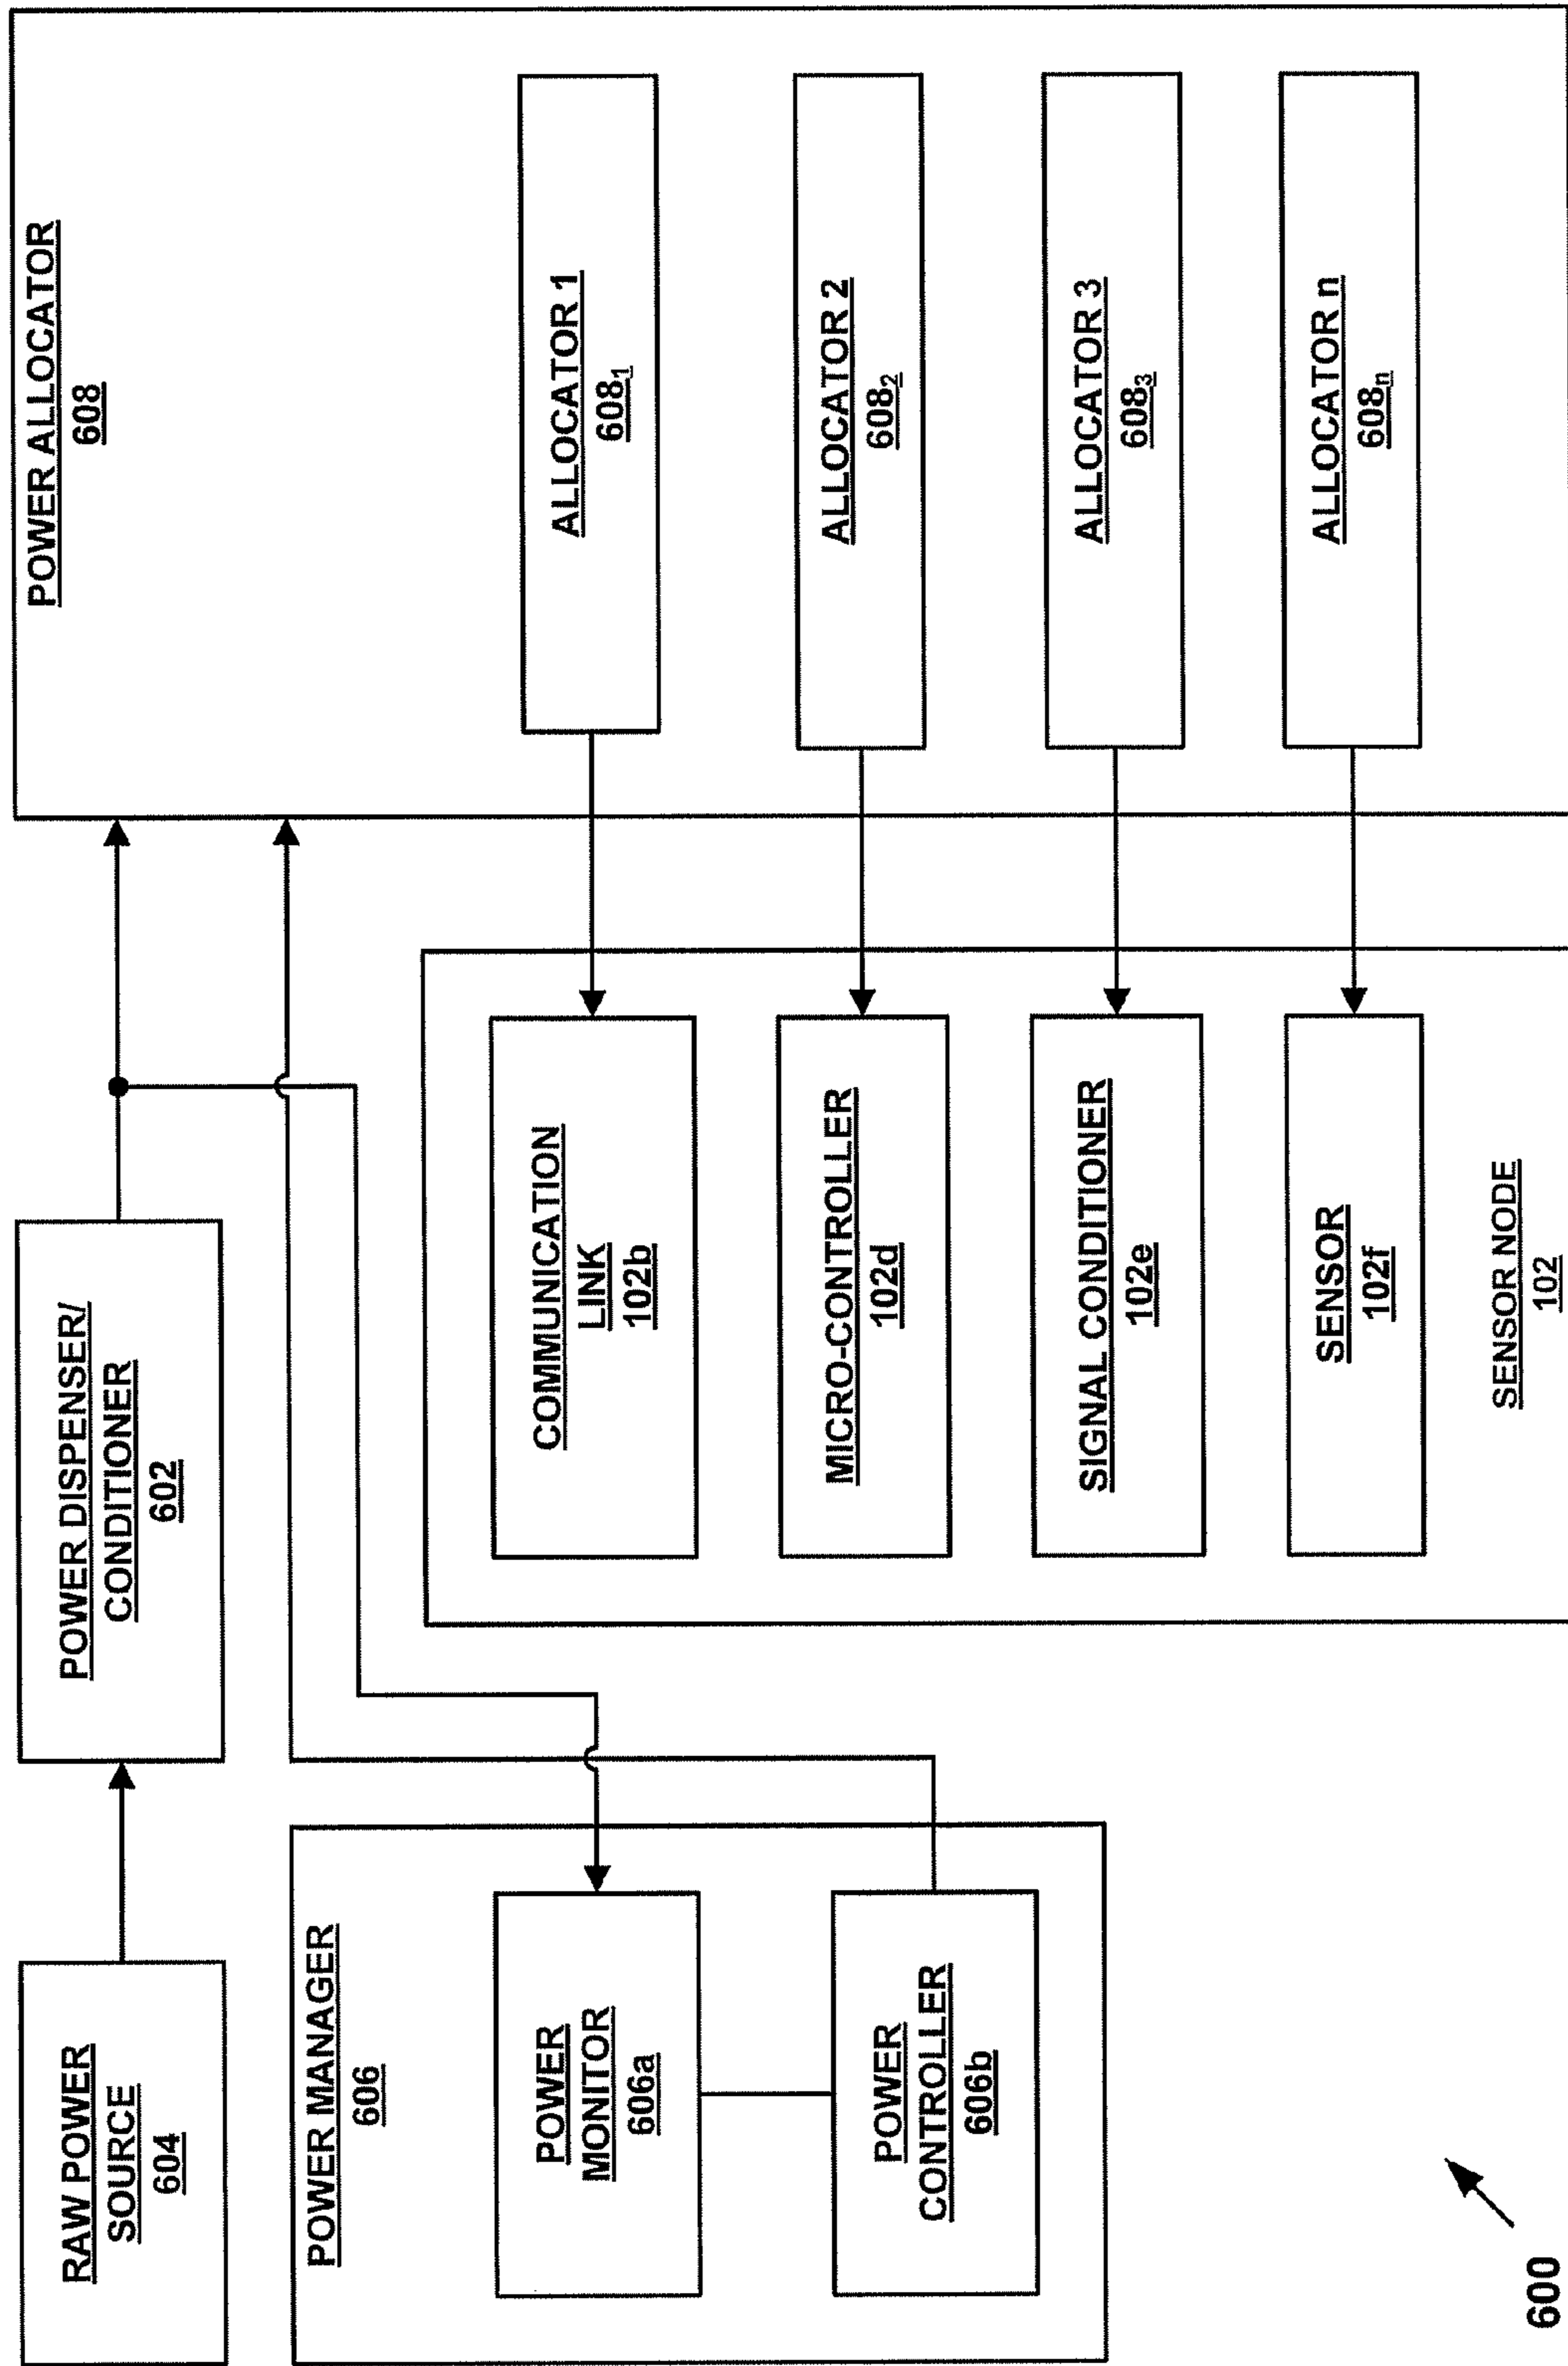 RAW POWER
SOURCE
604
POWER DISPENSER/
CONDITIONER
602
POWER ALLOCATOR
608
POWER MANAGER
606
POWER
MONITOR
606a
POWER
CONTROLLER
606b
COMMUNICATION
LINK
102b
MICRO-CONTROLLER
102d
SIGNAL CONDITIONER
102e
SENSOR
102f
SENSOR NODE
102
ALLOCATOR 1
608₁
ALLOCATOR 2
608₂
ALLOCATOR 3
608₃
ALLOCATOR n
608ₙ
600